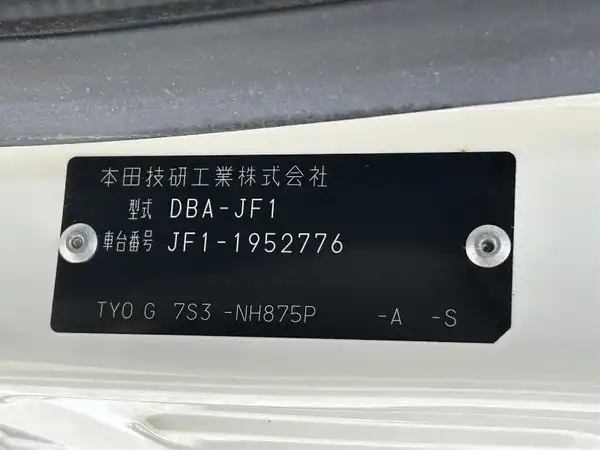 本田技研工業株式会社
型式 DBA-JF1
車台番号 JF1-1952776
TYO G 7S3 -NH875P -A -S